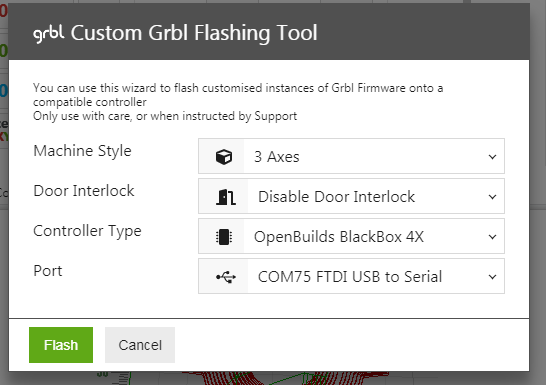 grbl Custom Grbl Flashing Tool
You can use this wizard to flash customised instances of Grbl Firmware onto a
compatible controller
Only use with care, or when instructed by Support
Machine Style
3 Axes
Door Interlock
Disable Door Interlock
Controller Type
OpenBuilds BlackBox 4X
Port
COM75 FTDI USB to Serial
Flash
Cancel